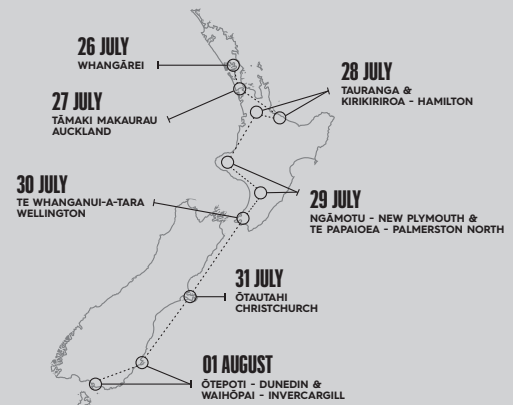 26 JULY
WHANGĀREI
27 JULY
TĀMAKI MAKAURAU
AUCKLAND
28 JULY
TAURANGA &
KIRIKIRIROA - HAMILTON
30 JULY
TE WHANGANUI-A-TARA
WELLINGTON
29 JULY
NGĀMOTU - NEW PLYMOUTH &
TE PAPAIOEA - PALMERSTON NORTH
31 JULY
ŌTAUTAHI
CHRISTCHURCH
01 AUGUST
ŌTEPOTI - DUNEDIN &
WAIHŌPAI - INVERCARGILL